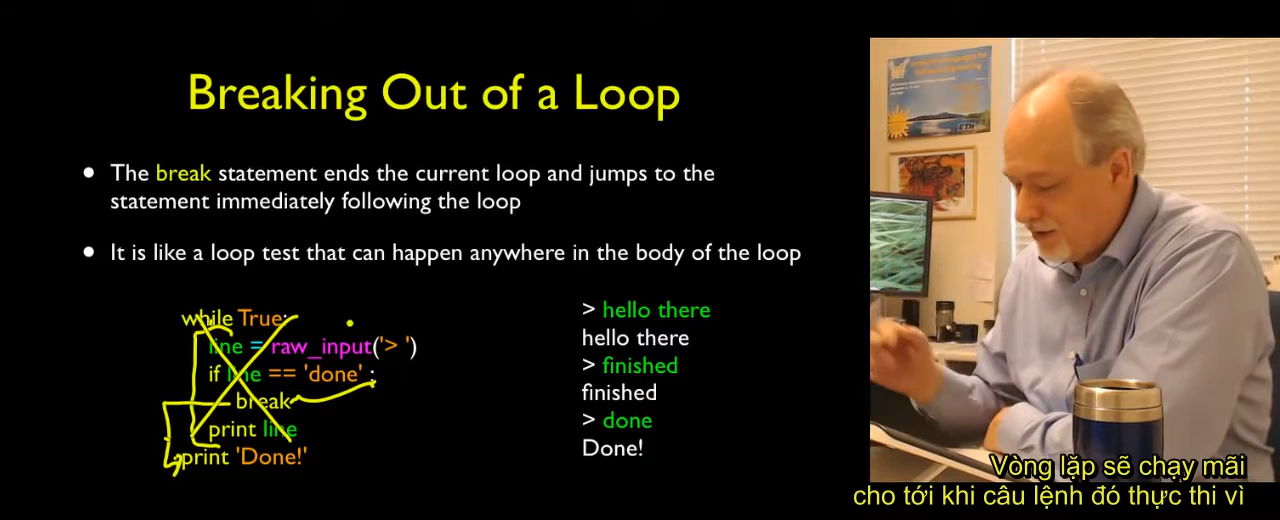 Breaking Out of a Loop
• The break statement ends the current loop and jumps to the
statement immediately following the loop
• It is like a loop test that can happen anywhere in the body of the loop
while True:
line = raw_input('> ')
if line == 'done' :
break
print line
print 'Done!'
> hello there
hello there
> finished
finished
> done
Done!
Vòng lặp sẽ chạy mãi
cho tới khi câu lệnh đó thực thi vì